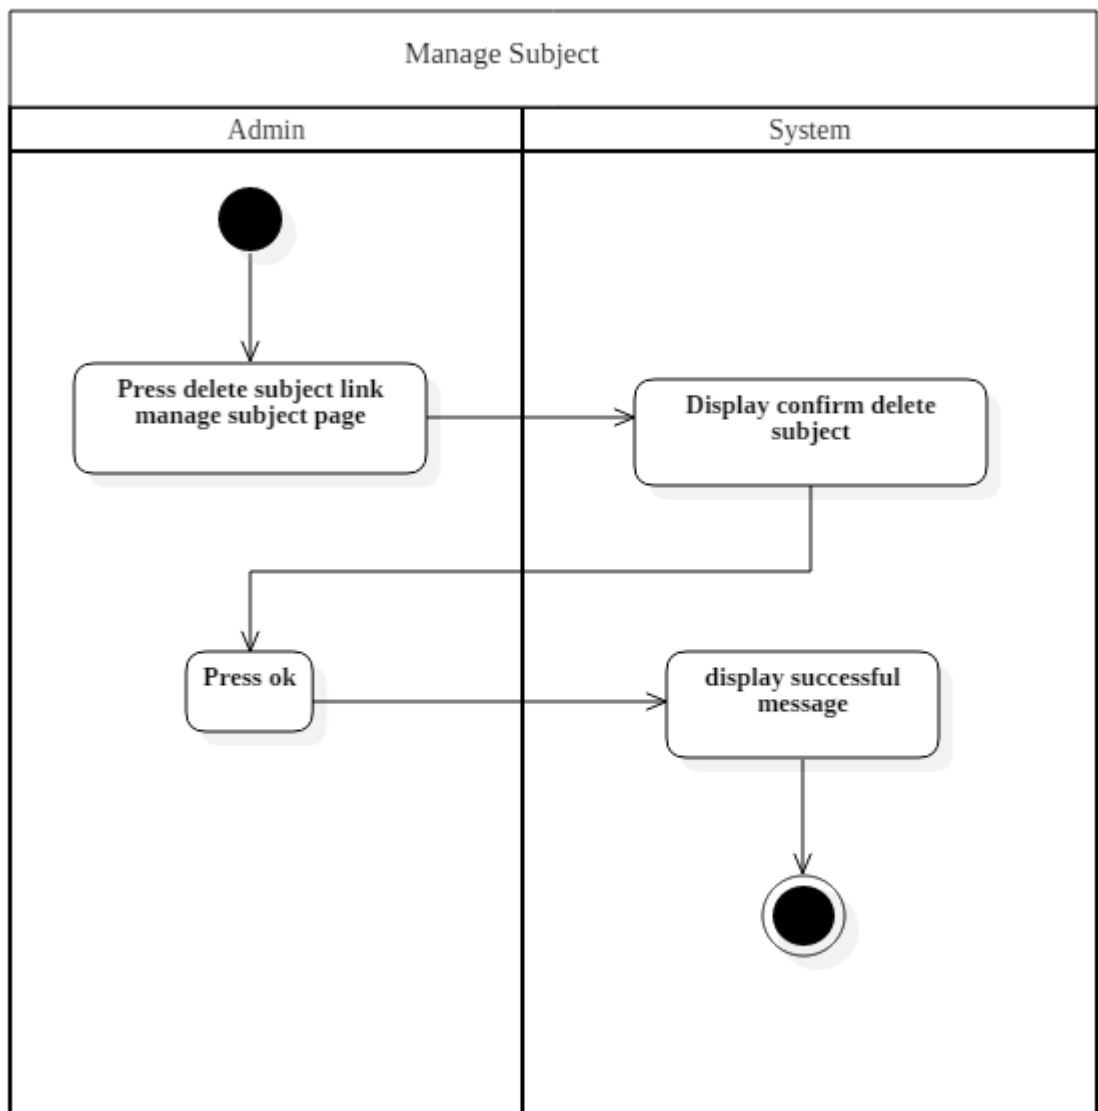 Manage Subject
Admin
System
Press delete subject link
manage subject page
Display confirm delete
subject
Press ok
display successful
message